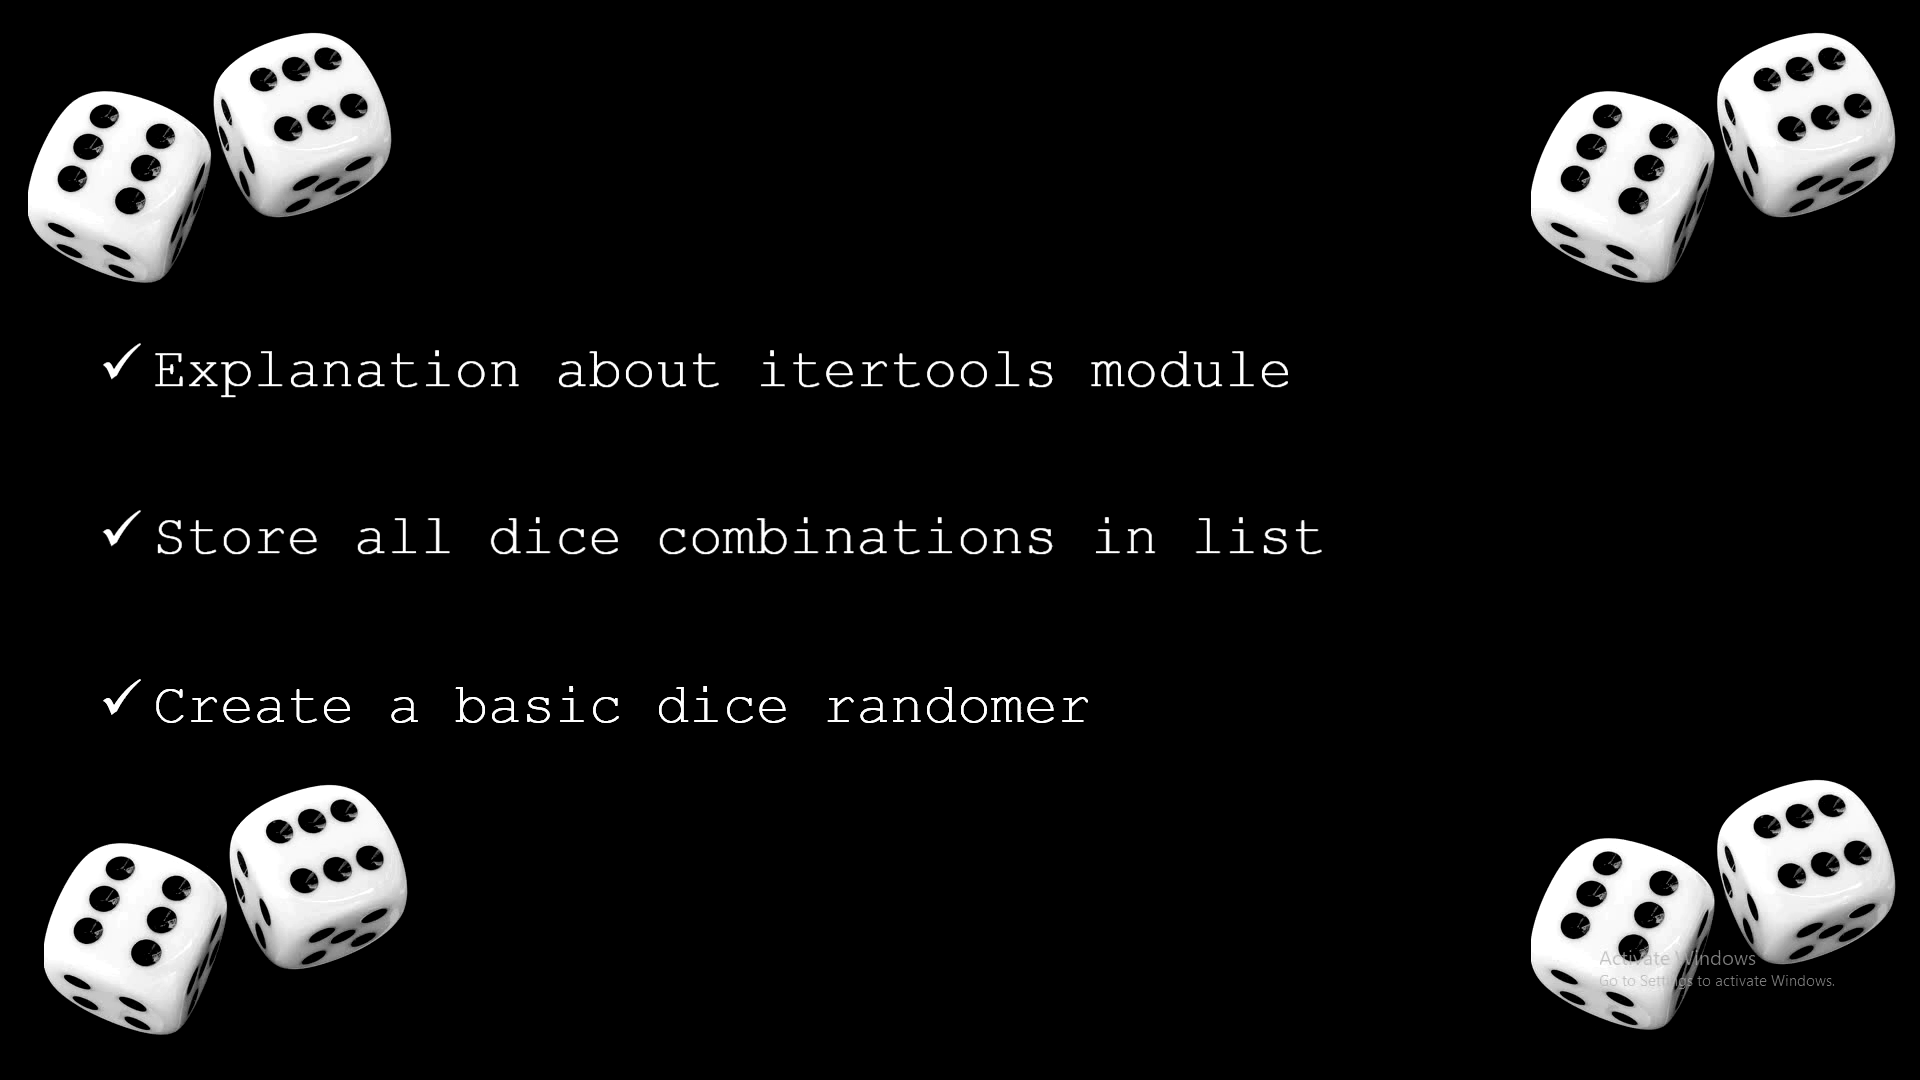 Explanation about itertools module
Store all dice combinations in list
Create a basic dice randomer
Activate Windows
Go to Settings to activate Windows.